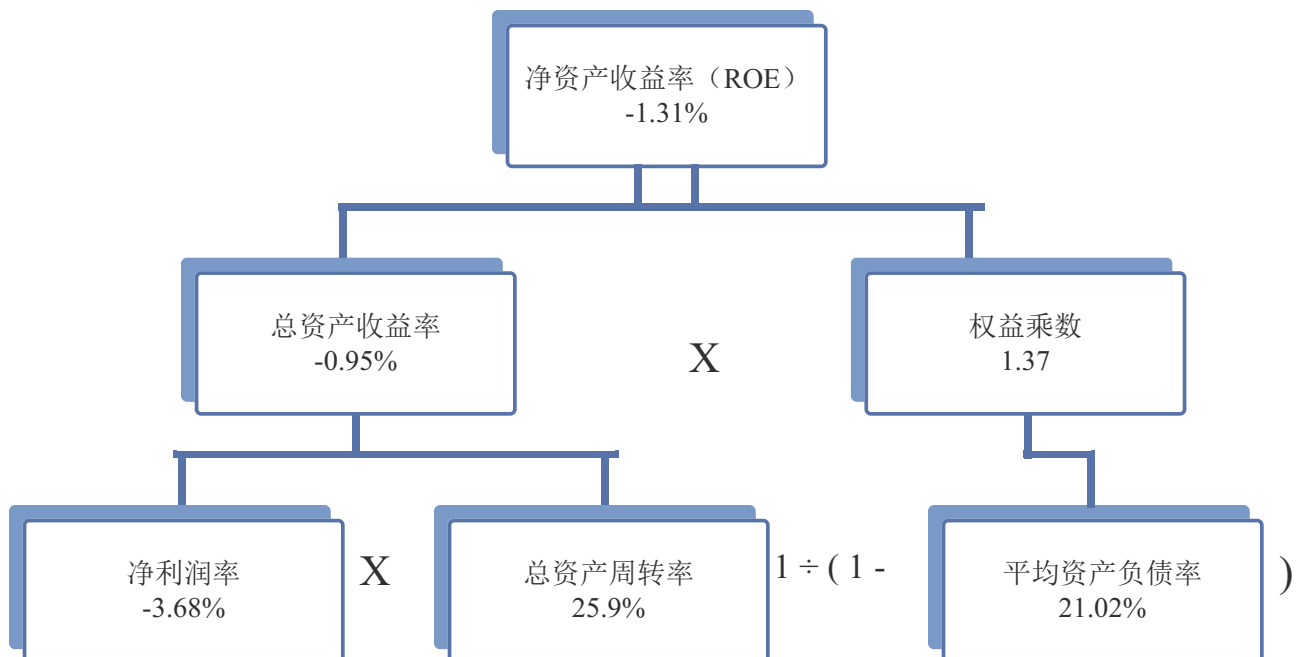 净资产收益率（ROE）
-1.31%
总资产收益率
-0.95%
X
权益乘数
1.37
净利润率
-3.68%
X
总资产周转率
25.9%
1 ÷ ( 1 -
平均资产负债率
21.02%
)